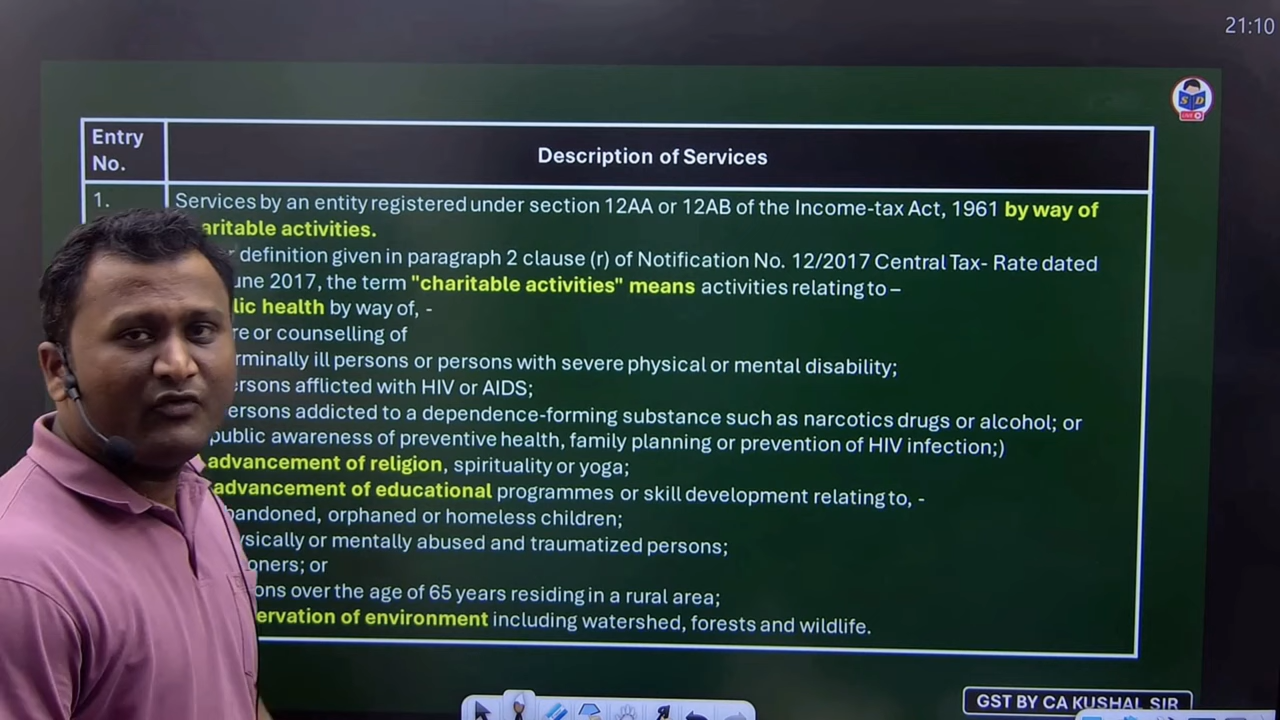 21:10
S D
LIVE
Entry No.
Description of Services
1.
Services by an entity registered under section 12AA or 12AB of the Income-tax Act, 1961 by way of
aritable activities.
definition given in paragraph 2 clause (r) of Notification No. 12/2017 Central Tax- Rate dated
une 2017, the term "charitable activities" means activities relating to –
lic health by way of, -
re or counselling of
rminally ill persons or persons with severe physical or mental disability;
ersons afflicted with HIV or AIDS;
ersons addicted to a dependence-forming substance such as narcotics drugs or alcohol; or
public awareness of preventive health, family planning or prevention of HIV infection;)
advancement of religion, spirituality or yoga;
advancement of educational programmes or skill development relating to, -
bandoned, orphaned or homeless children;
ysically or mentally abused and traumatized persons;
oners; or
ons over the age of 65 years residing in a rural area;
ervation of environment including watershed, forests and wildlife.
GST BY CA KUSHAL SIR